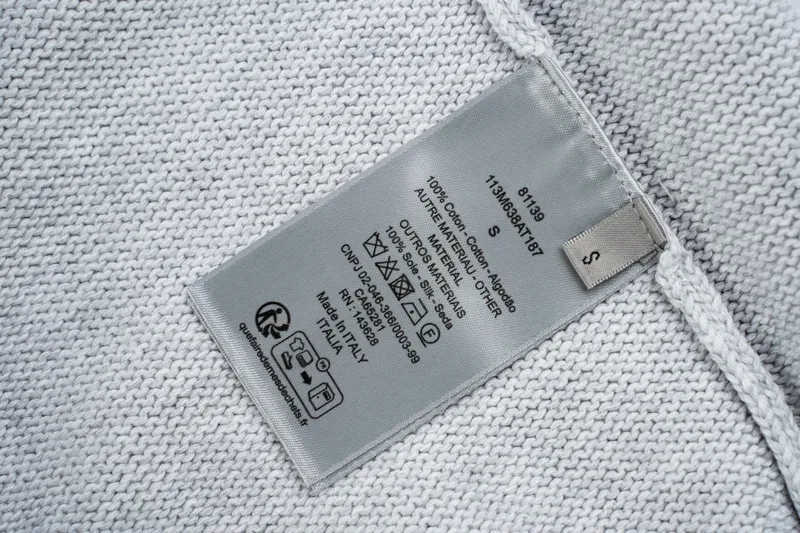 81139
113M638AT187
S
100% Coton - Cotton - Algodão
AUTRE MATERIAU - OTHER
MATERIAL
OUTROS MATERIAIS
100% Soie - Silk - Seda
F
CNPJ 02-046-366/0003-99
CA65281
RN : 143628
Made In ITALY
ITALIA
FR
quefairedemesdechets.fr
S